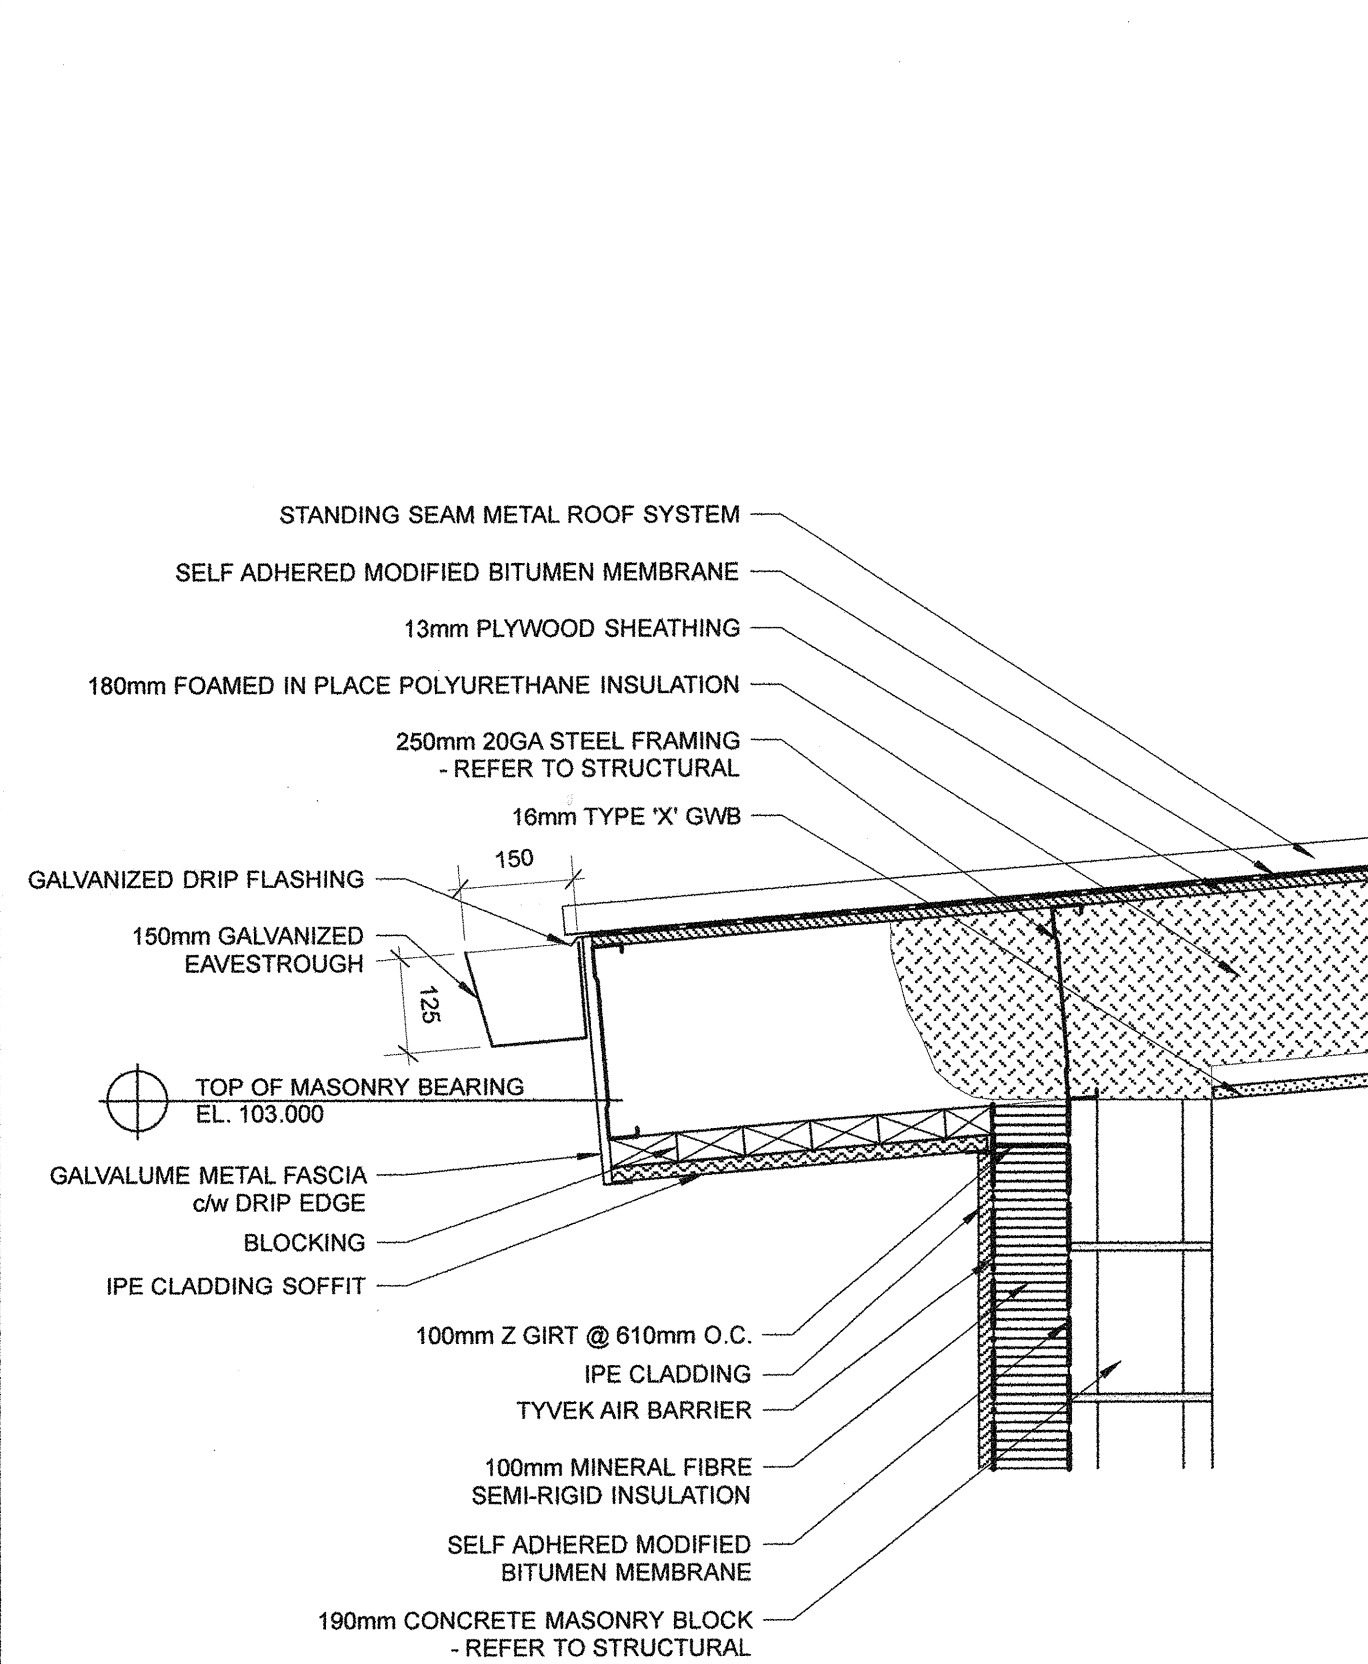 STANDING SEAM METAL ROOF SYSTEM
SELF ADHERED MODIFIED BITUMEN MEMBRANE
13mm PLYWOOD SHEATHING
180mm FOAMED IN PLACE POLYURETHANE INSULATION
250mm 20GA STEEL FRAMING
- REFER TO STRUCTURAL
16mm TYPE 'X' GWB
150
GALVANIZED DRIP FLASHING
150mm GALVANIZED
EAVESTROUGH
125
TOP OF MASONRY BEARING
EL. 103.000
GALVALUME METAL FASCIA
c/w DRIP EDGE
BLOCKING
IPE CLADDING SOFFIT
100mm Z GIRT @ 610mm O.C.
IPE CLADDING
TYVEK AIR BARRIER
100mm MINERAL FIBRE
SEMI-RIGID INSULATION
SELF ADHERED MODIFIED
BITUMEN MEMBRANE
190mm CONCRETE MASONRY BLOCK
- REFER TO STRUCTURAL